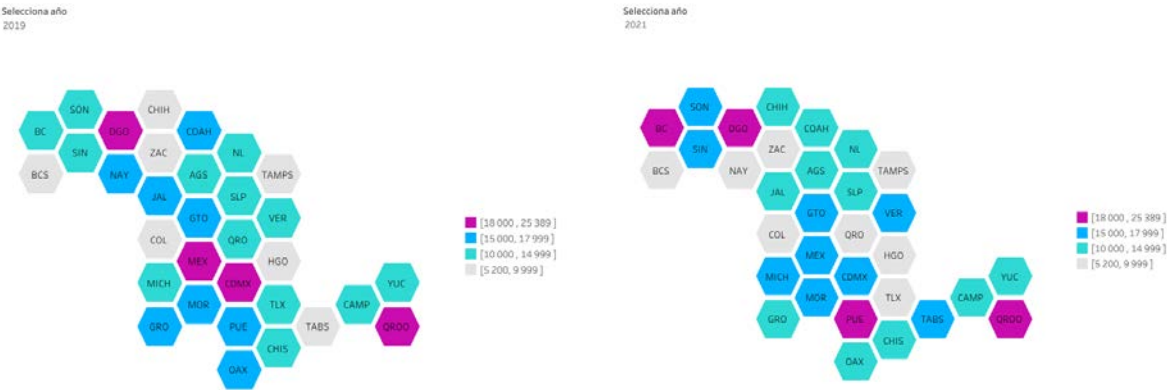 Selecciona año
2019
CHIH
SON
DGO
COAH
BC
SIN
ZAC
NL
BCS
NAY
AGS
TAMPS
JAL
SLP
GTO
VER
COL
QRO
MEX
HGO
MICH
CDMX
YUC
MOR
TLX
CAMP
GRO
PUE
TABS
QROO
CHIS
OAX
[18 000 , 25 389 ]
[15 000, 17 999 ]
[10 000 , 14 999 ]
[5 200, 9 999 ]
Selecciona año
2021
SON
CHIH
BC
DGO
COAH
SIN
ZAC
NL
BCS
NAY
AGS
TAMPS
JAL
SLP
GTO
VER
COL
QRO
MEX
HGO
MICH
CDMX
YUC
MOR
TLX
CAMP
GRO
PUE
TABS
QROO
CHIS
OAX
[18 000 , 25 389 ]
[15 000, 17 999 ]
[10 000 , 14 999 ]
[5 200, 9 999 ]